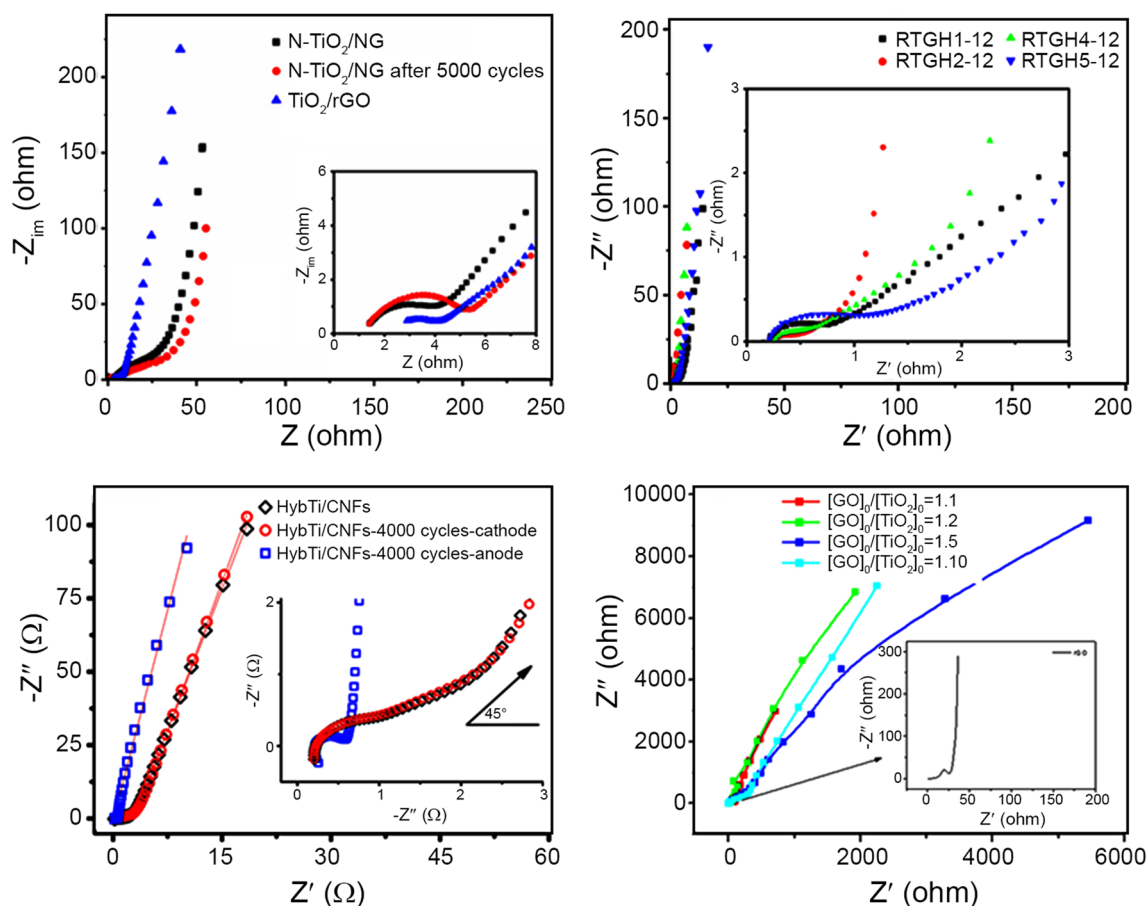 N-TiO₂/NG
N-TiO₂/NG after 5000 cycles
TiO₂/rGO
-Z_im (ohm)
200
150
100
50
0
0 50 100 150 200 250
Z (ohm)
-Z_im (ohm)
6
4
2
0
0 2 4 6 8
Z (ohm)
RTGH1-12 RTGH4-12
RTGH2-12 RTGH5-12
-Z″ (ohm)
200
175
150
125
100
75
50
25
0
0 50 100 150 200
Z′ (ohm)
-Z″ (ohm)
3
2
1
0
0 1 2 3
Z′ (ohm)
HybTi/CNFs
HybTi/CNFs-4000 cycles-cathode
HybTi/CNFs-4000 cycles-anode
-Z″ (Ω)
100
75
50
25
0
0 15 30 45 60
Z′ (Ω)
-Z″ (Ω)
2
0
0 1 2 3
-Z″ (Ω)
45°
[GO]₀/[TiO₂]₀=1.1
[GO]₀/[TiO₂]₀=1.2
[GO]₀/[TiO₂]₀=1.5
[GO]₀/[TiO₂]₀=1.10
Z″ (ohm)
10000
8000
6000
4000
2000
0
0 2000 4000 6000
Z′ (ohm)
-Z″ (ohm)
300
200
100
0
0 50 100 150 200
Z′ (ohm)